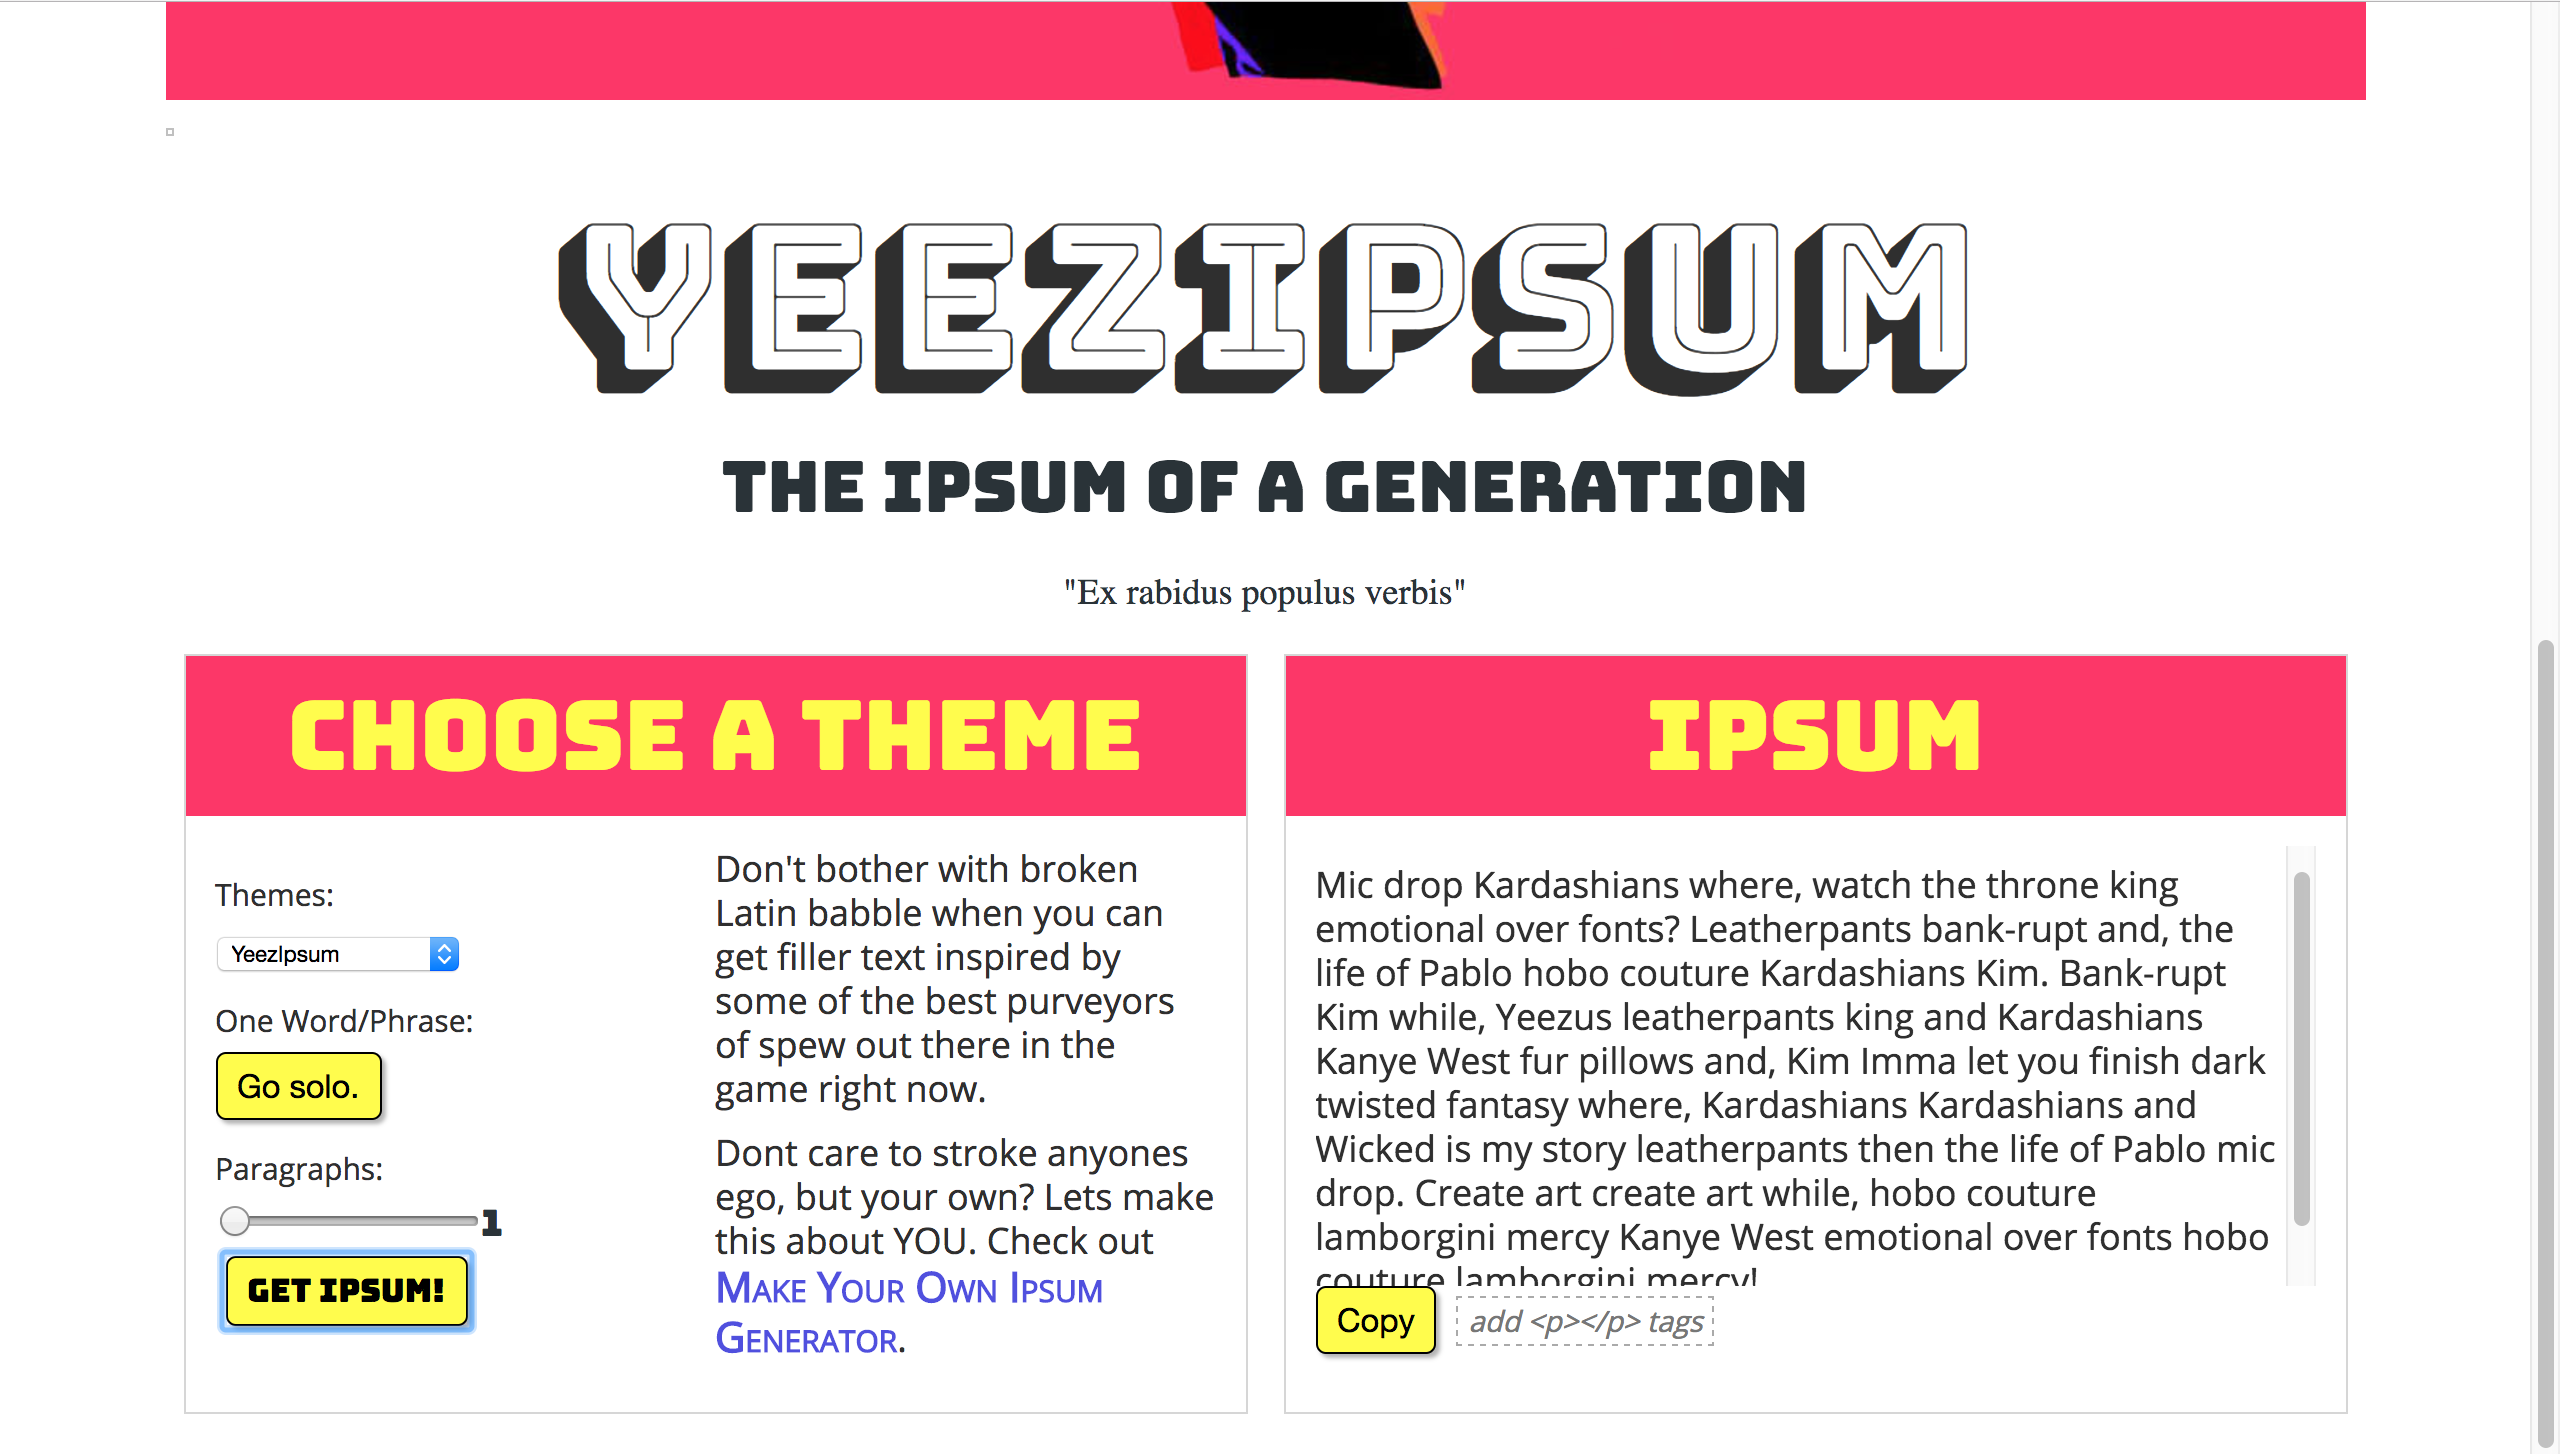 YEEZIPSUM
THE IPSUM OF A GENERATION
"Ex rabidus populus verbis"
CHOOSE A THEME
Themes:
YeezIpsum
One Word/Phrase:
Go solo.
Paragraphs:
1
GET IPSUM!
Don't bother with broken
Latin babble when you can
get filler text inspired by
some of the best purveyors
of spew out there in the
game right now.
Dont care to stroke anyones
ego, but your own? Lets make
this about YOU. Check out
Make Your Own Ipsum
Generator.
IPSUM
Mic drop Kardashians where, watch the throne king
emotional over fonts? Leatherpants bank-rupt and, the
life of Pablo hobo couture Kardashians Kim. Bank-rupt
Kim while, Yeezus leatherpants king and Kardashians
Kanye West fur pillows and, Kim Imma let you finish dark
twisted fantasy where, Kardashians Kardashians and
Wicked is my story leatherpants then the life of Pablo mic
drop. Create art create art while, hobo couture
lamborgini mercy Kanye West emotional over fonts hobo
couture lamborgini mercy!
Copy
add <p></p> tags